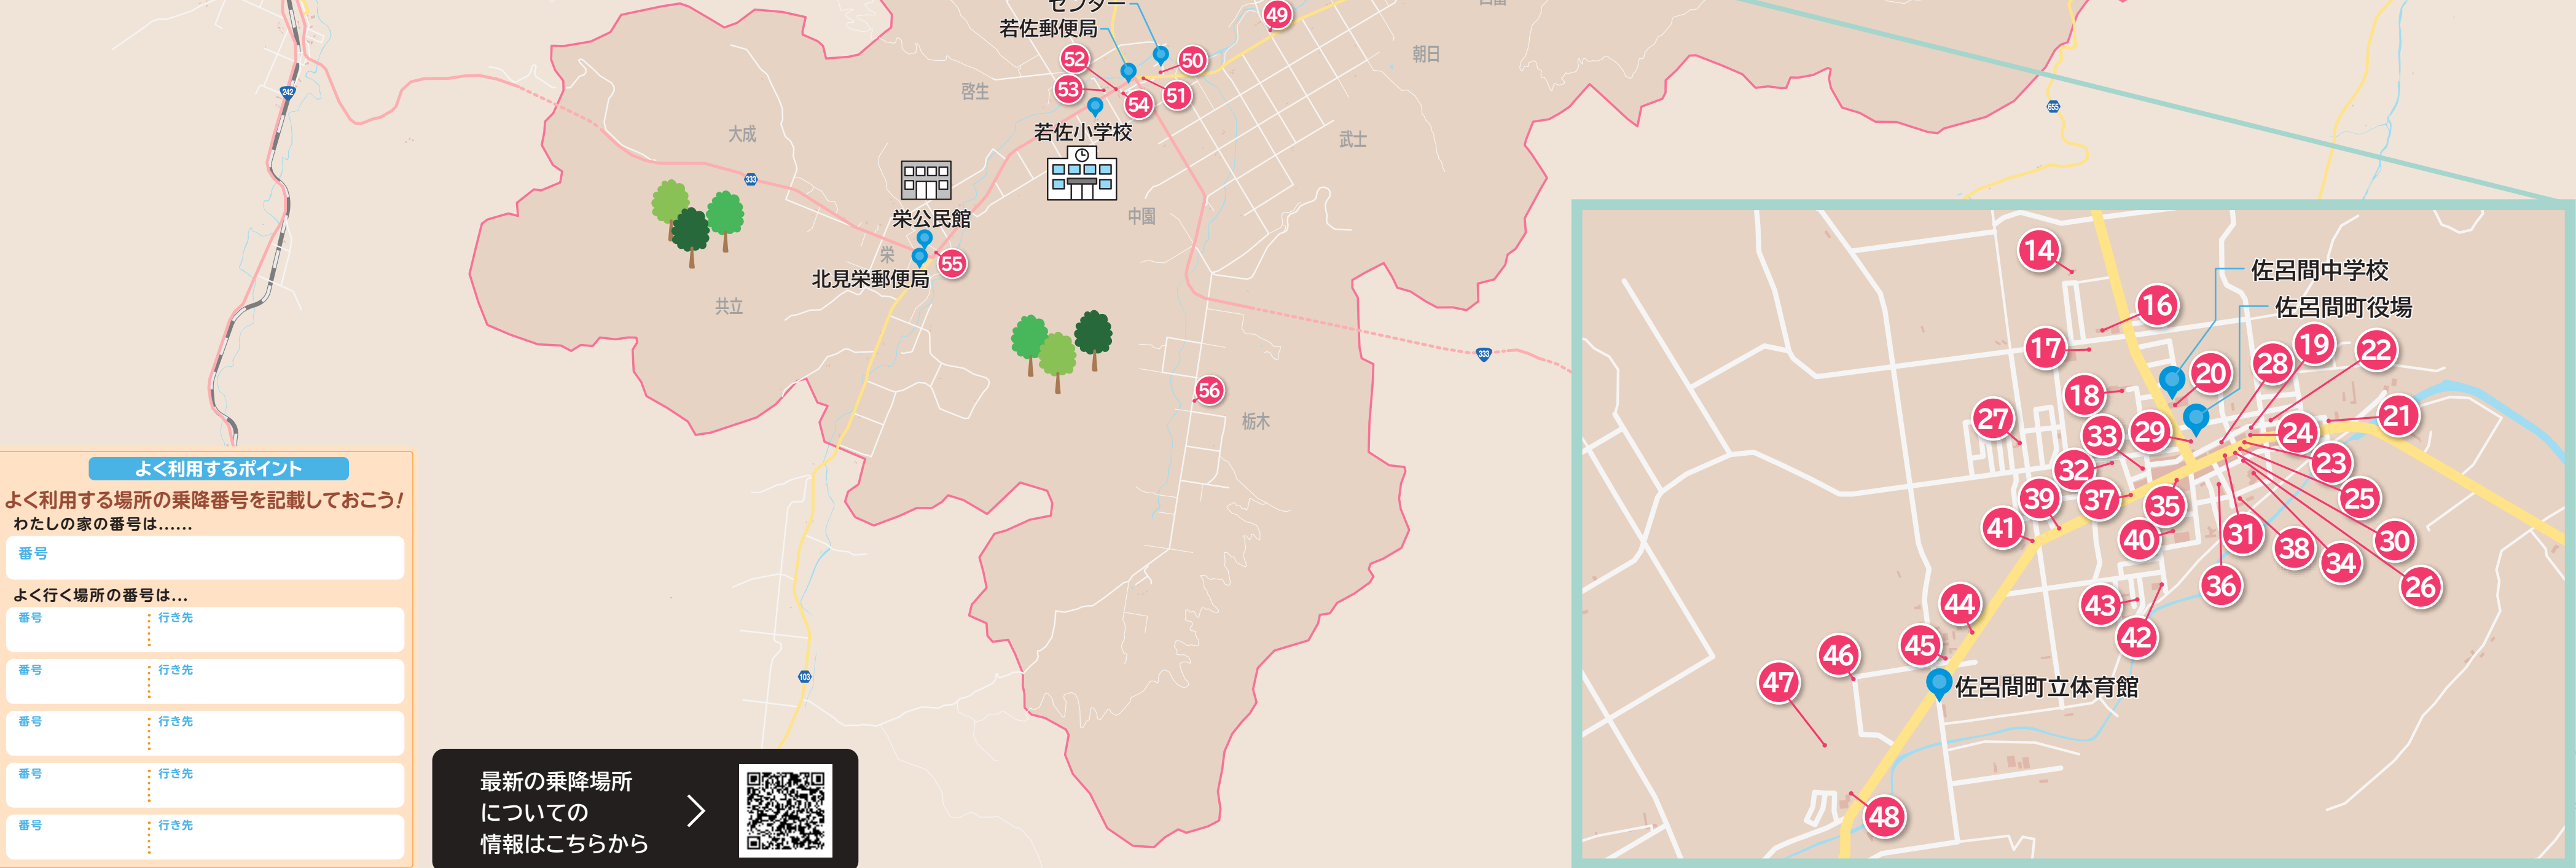 センター
若佐郵便局
49
52
50
53
54
51
若佐小学校
啓生
朝日
大成
武士
242
333
655
中園
栄公民館
栄
55
北見栄郵便局
共立
333
56
栃木
103
よく利用するポイント
よく利用する場所の乗降番号を記載しておこう!
わたしの家の番号は……
番号
よく行く場所の番号は…
番号 行き先
番号 行き先
番号 行き先
番号 行き先
番号 行き先
最新の乗降場所
についての
情報はこちらから
14
佐呂間中学校
16
佐呂間町役場
17
19
22
28
20
18
27
33
29
24
21
32
23
39
37
35
25
41
40
31
38
30
34
36
26
44
43
42
45
46
47
佐呂間町立体育館
48